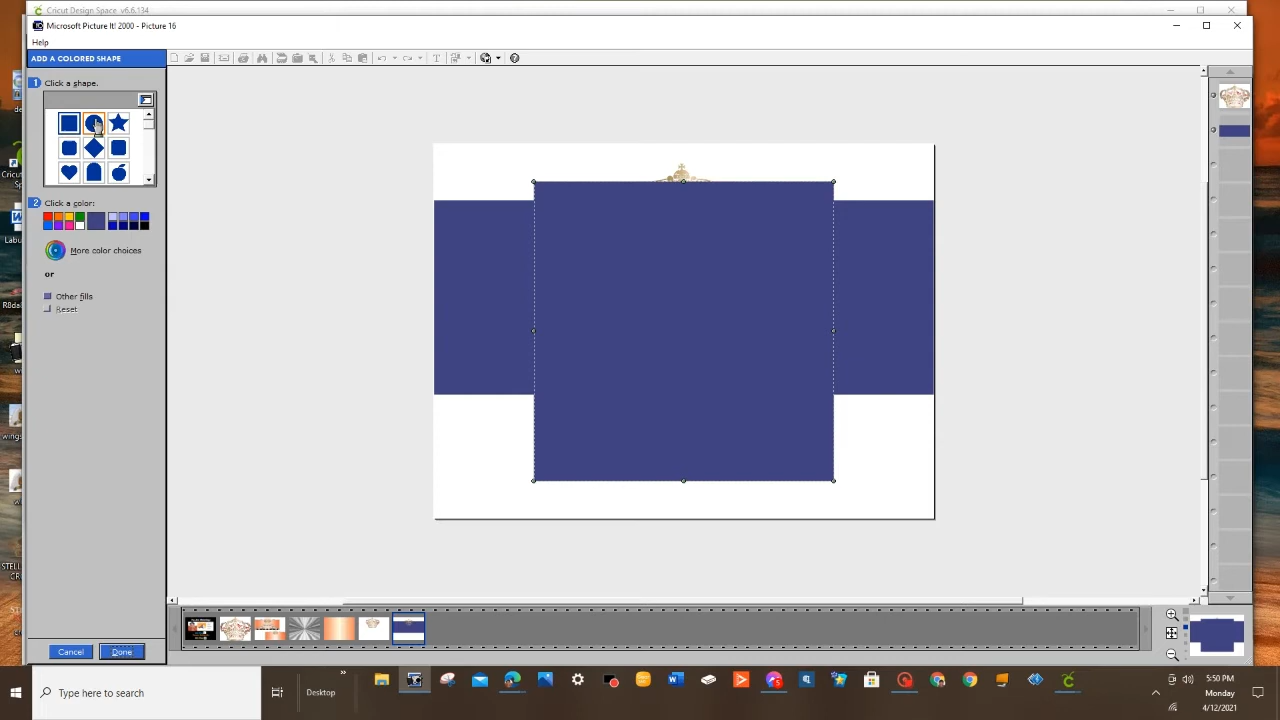 Cricut Design Space v6.6.134
Microsoft Picture It! 2000 - Picture 16
Help
ADD A COLORED SHAPE
1 Click a shape.
2 Click a color:
More color choices
or
Other fills
Reset
Cancel
Done
Type here to search
Desktop
5:50 PM
Monday
4/12/2021